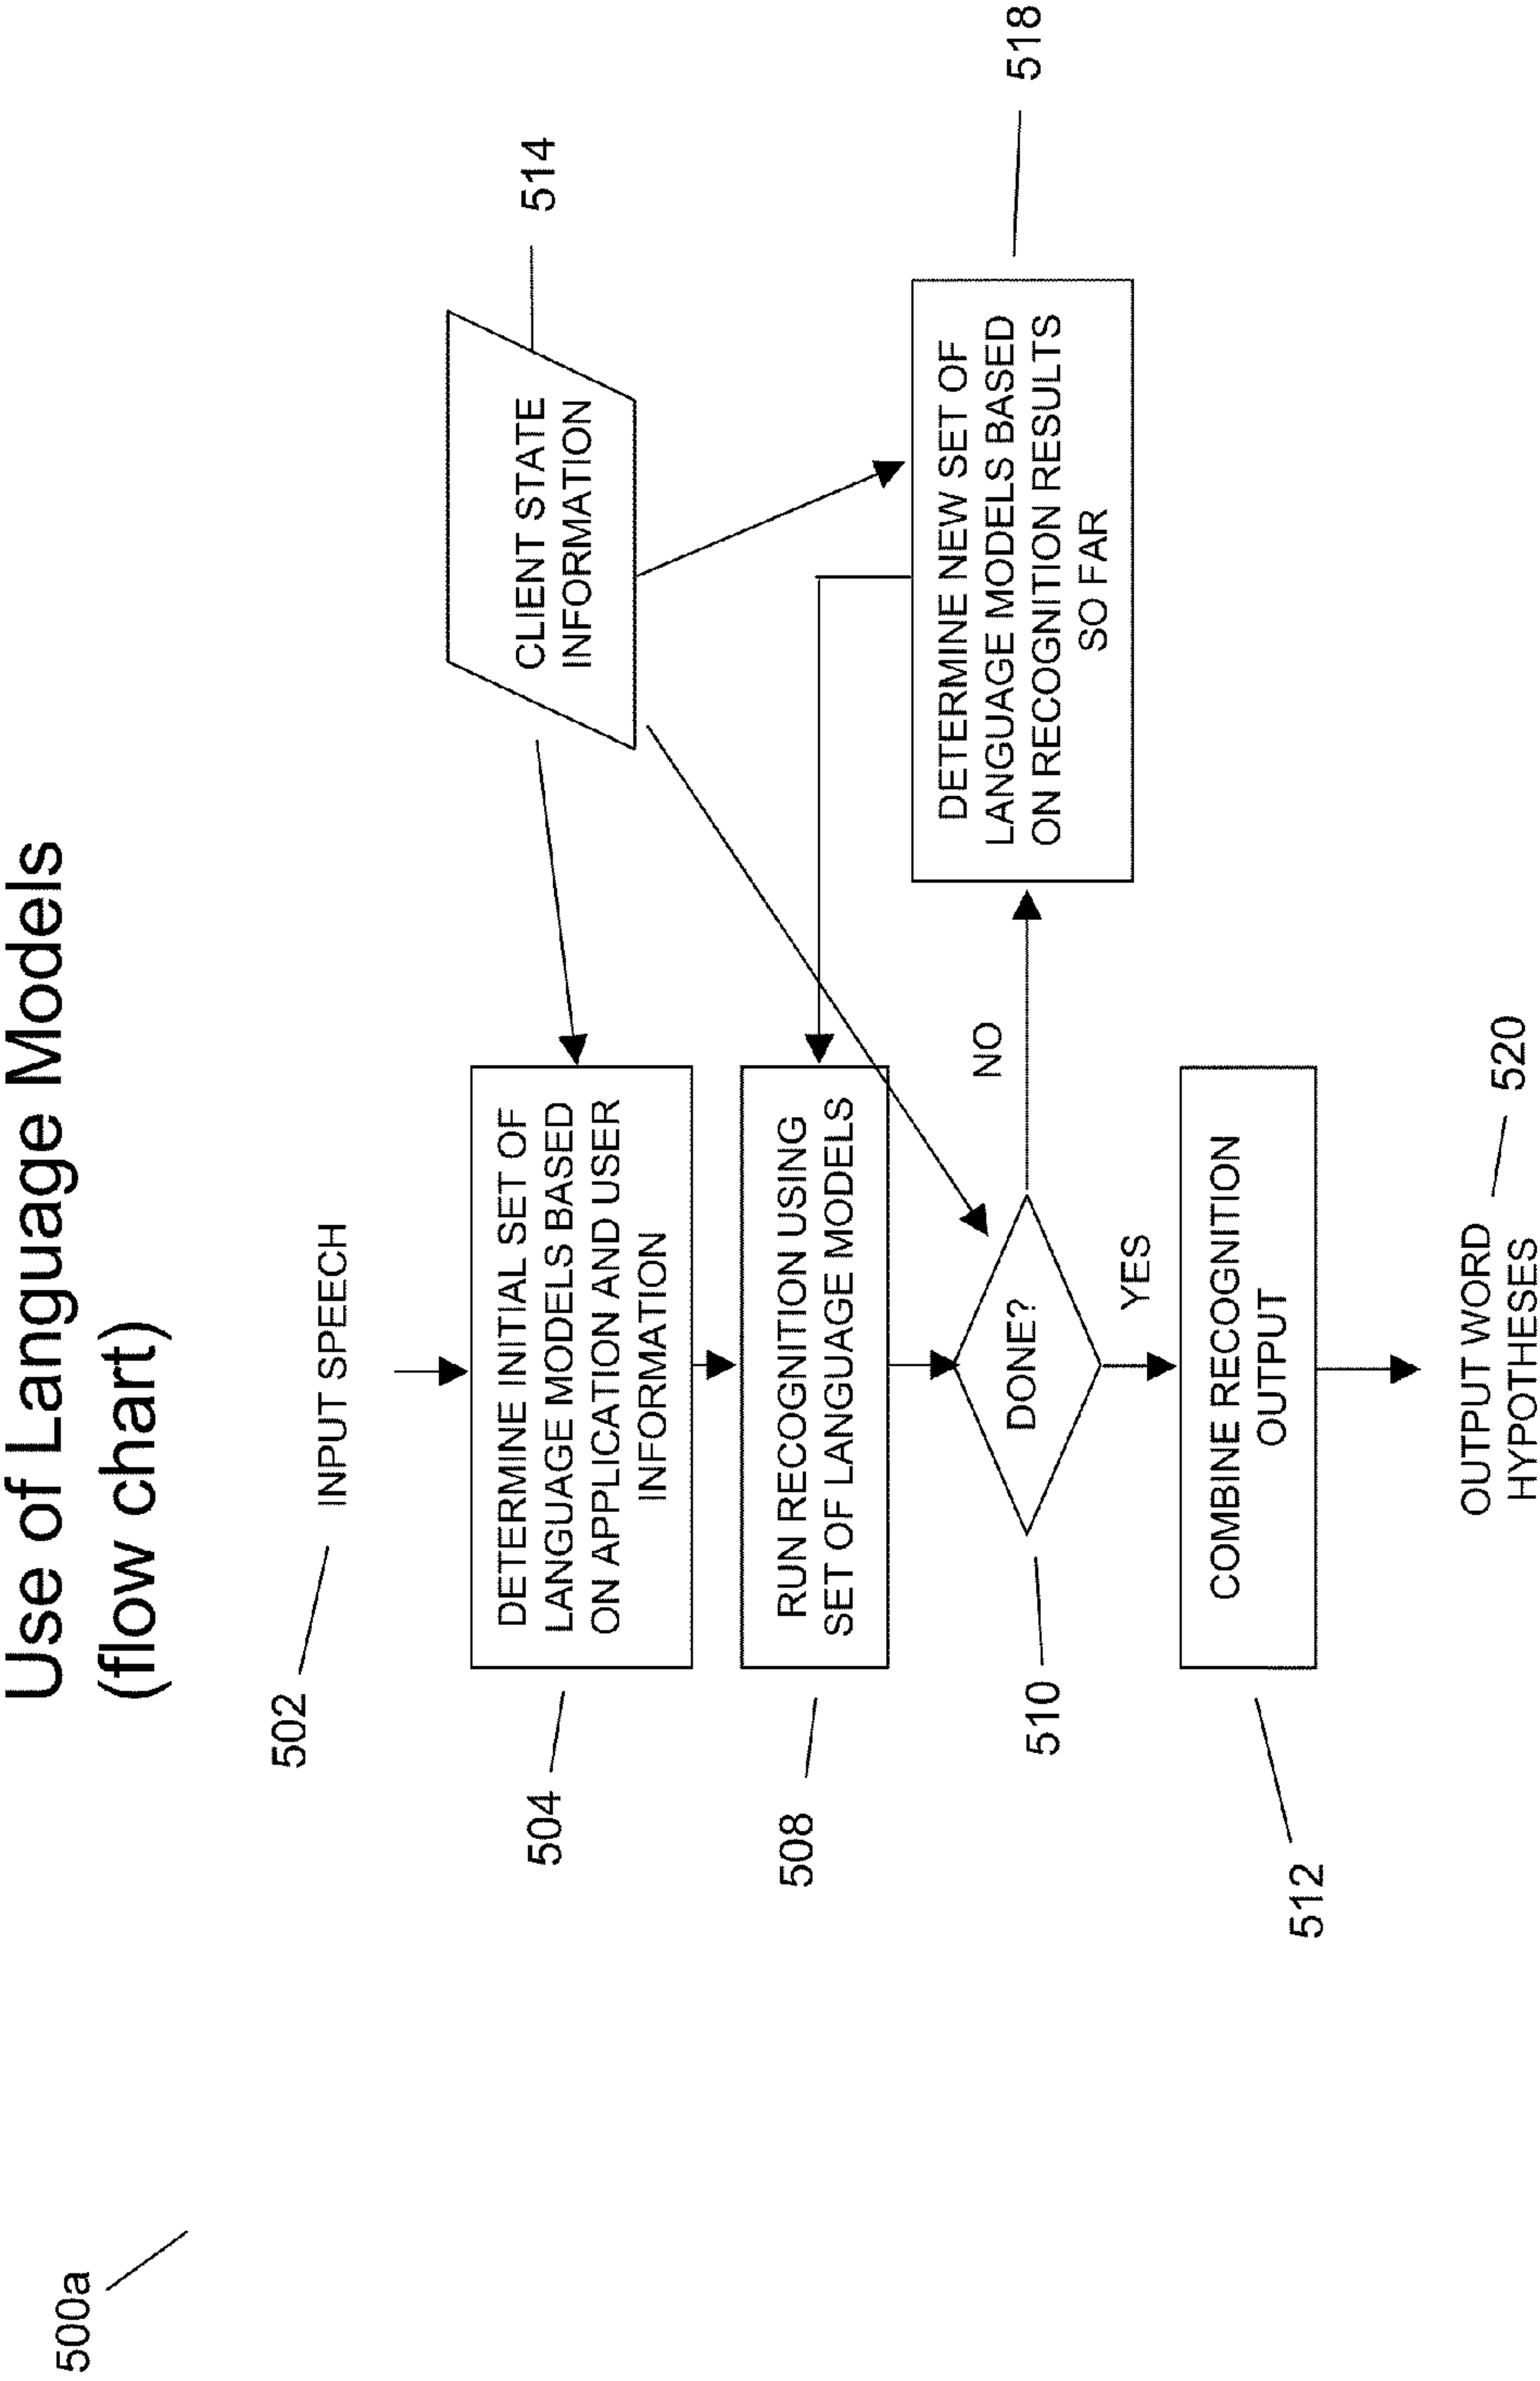 Use of Language Models
(flow chart)
500a
502
INPUT SPEECH
504
DETERMINE INITIAL SET OF
LANGUAGE MODELS BASED
ON APPLICATION AND USER
INFORMATION
514
CLIENT STATE
INFORMATION
508
RUN RECOGNITION USING
SET OF LANGUAGE MODELS
510
DONE?
NO
518
DETERMINE NEW SET OF
LANGUAGE MODELS BASED
ON RECOGNITION RESULTS
SO FAR
YES
512
COMBINE RECOGNITION
OUTPUT
OUTPUT WORD
HYPOTHESES
520